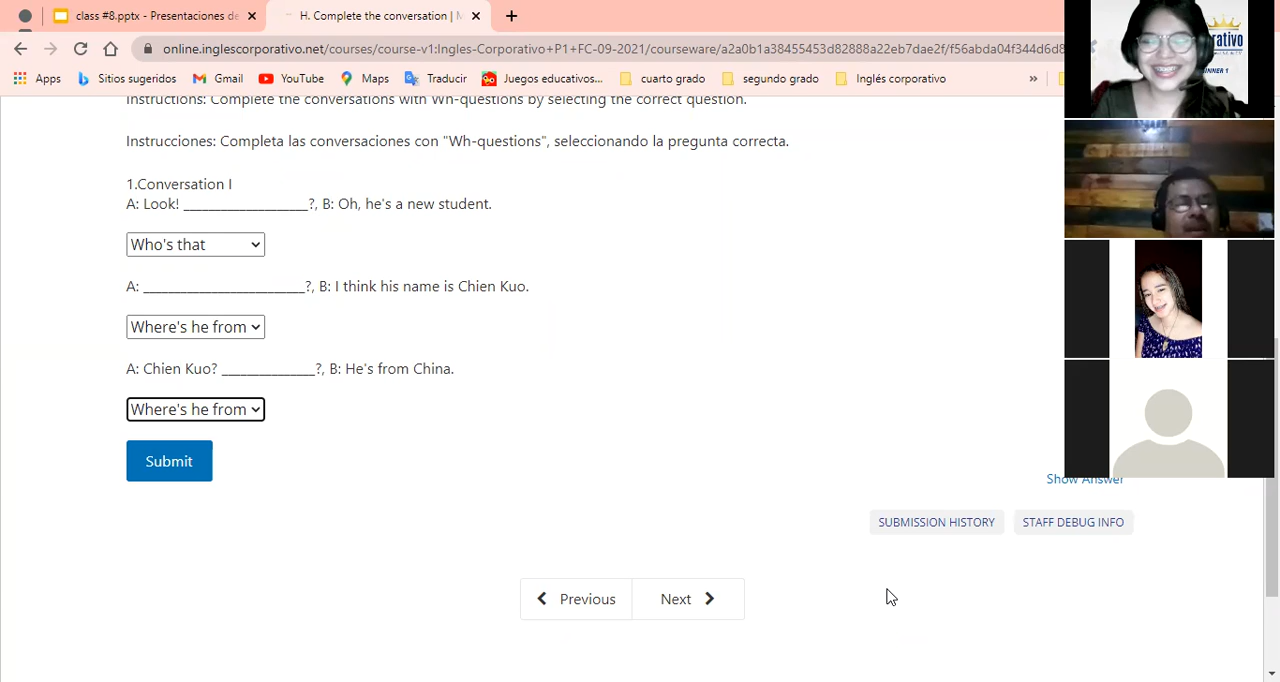 class #8.pptx - Presentaciones de
H. Complete the conversation |
online.inglescorporativo.net/courses/course-v1:Ingles-Corporativo+P1+FC-09-2021/courseware/a2a0b1a38455453d82888a22eb7dae2f/f56abda04f344d6d8
Apps
Sitios sugeridos
Gmail
YouTube
Maps
Traducir
Juegos educativos...
cuarto grado
segundo grado
Inglés corporativo
»
Instructions: Complete the conversations with Wh-questions by selecting the correct question.
Instrucciones: Completa las conversaciones con "Wh-questions", seleccionando la pregunta correcta.
1.Conversation I
A: Look! ____________________?, B: Oh, he's a new student.
Who's that
A: __________________________?, B: I think his name is Chien Kuo.
Where's he from
A: Chien Kuo? _______________?, B: He's from China.
Where's he from
Submit
Show Answer
SUBMISSION HISTORY
STAFF DEBUG INFO
Previous
Next